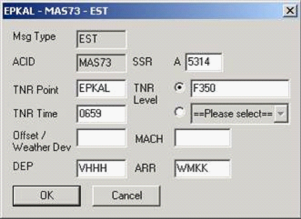 EPKAL - MAS73 - EST
Msg Type EST
ACID MAS73 SSR A 5314
TNR Point EPKAL TNR Level F350
TNR Time 0659 ==Please select==
Offset / Weather Dev MACH
DEP VHHH ARR WMKK
OK Cancel